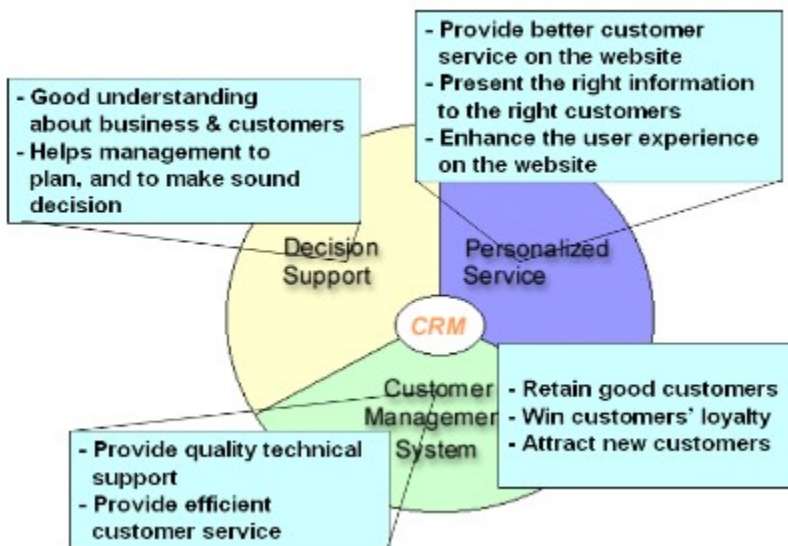 - Provide better customer
service on the website
- Present the right information
to the right customers
- Enhance the user experience
on the website
- Good understanding
about business & customers
- Helps management to
plan, and to make sound
decision
Decision
Support
Personalized
Service
CRM
Customer
Managemen
System
- Retain good customers
- Win customers' loyalty
- Attract new customers
- Provide quality technical
support
- Provide efficient
customer service